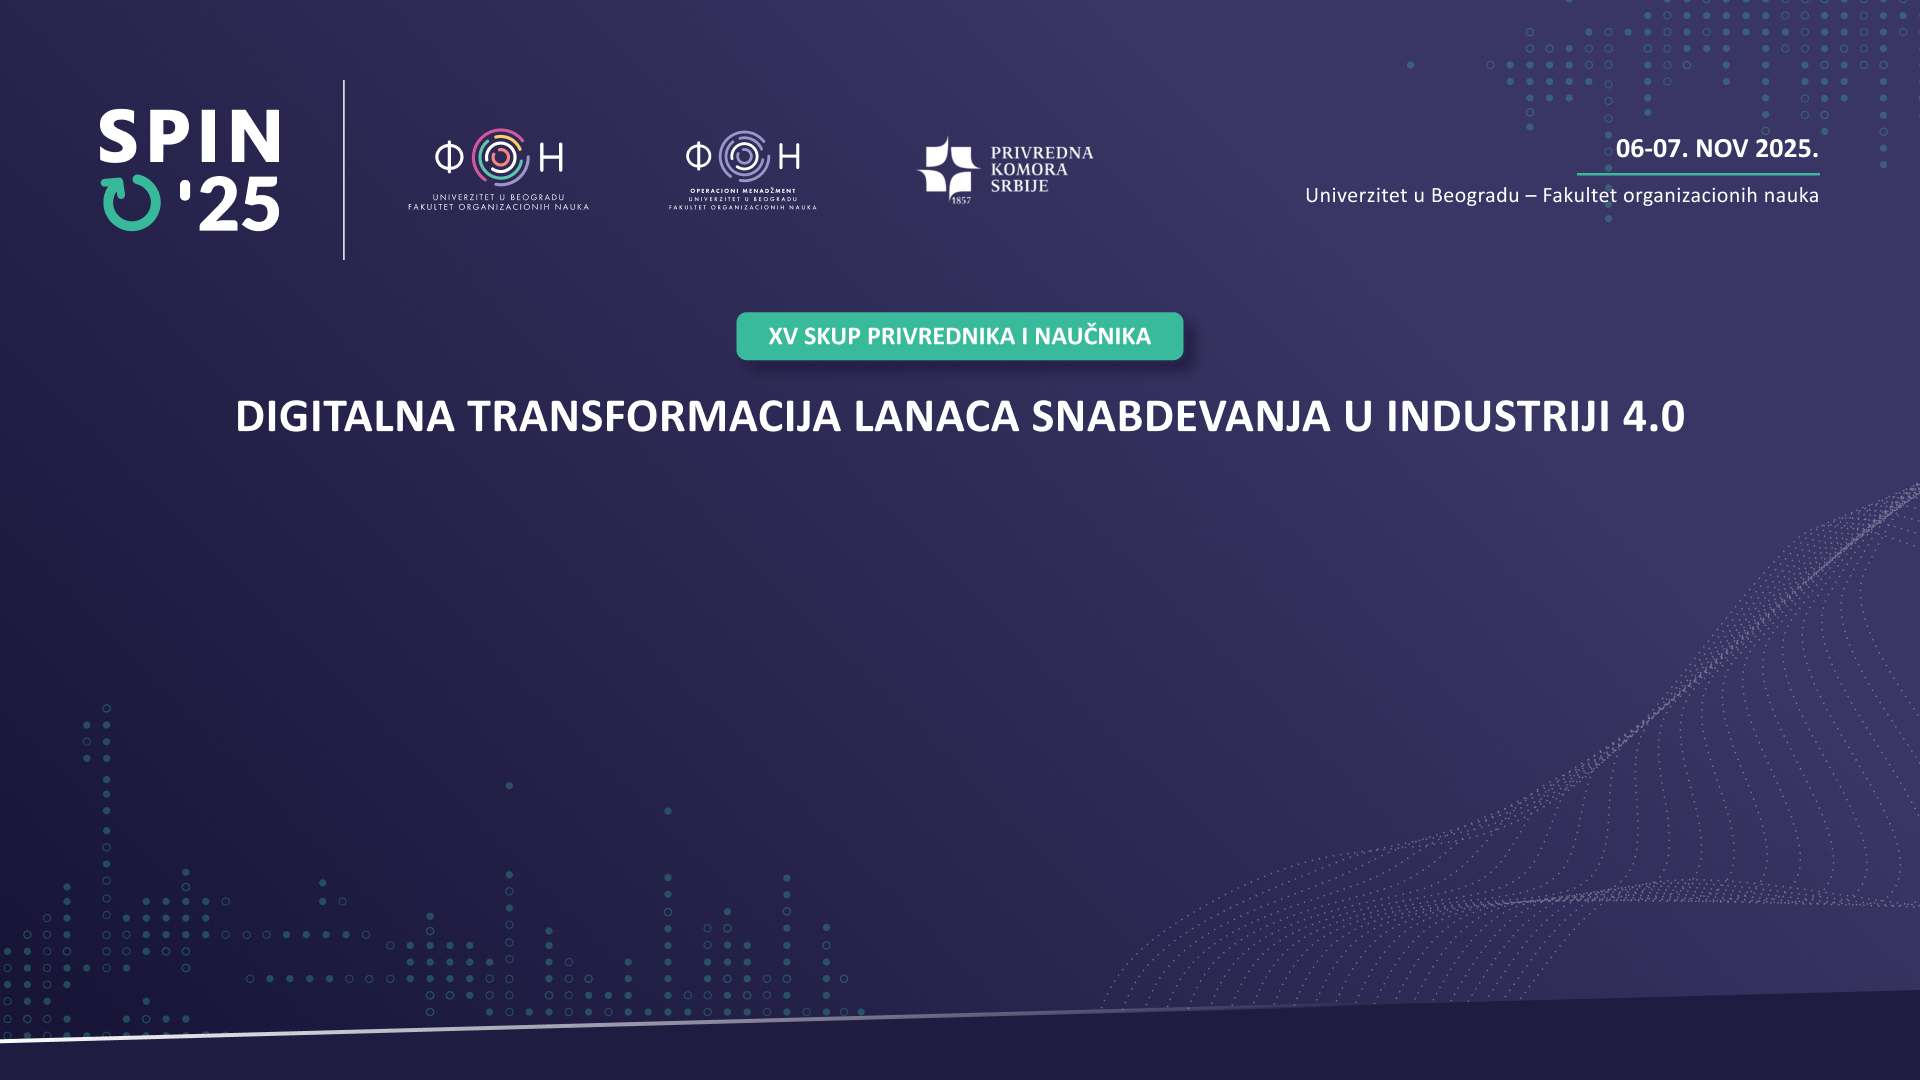 SPIN
'25
ФОН
UNIVERZITET U BEOGRADU
FAKULTET ORGANIZACIONIH NAUKA
ФОН
OPERACIONI MENADŽMENT
UNIVERZITET U BEOGRADU
FAKULTET ORGANIZACIONIH NAUKA
PRIVREDNA
KOMORA
SRBIJE
1857
06-07. NOV 2025.
Univerzitet u Beogradu – Fakultet organizacionih nauka
XV SKUP PRIVREDNIKA I NAUČNIKA
DIGITALNA TRANSFORMACIJA LANACA SNABDEVANJA U INDUSTRIJI 4.0